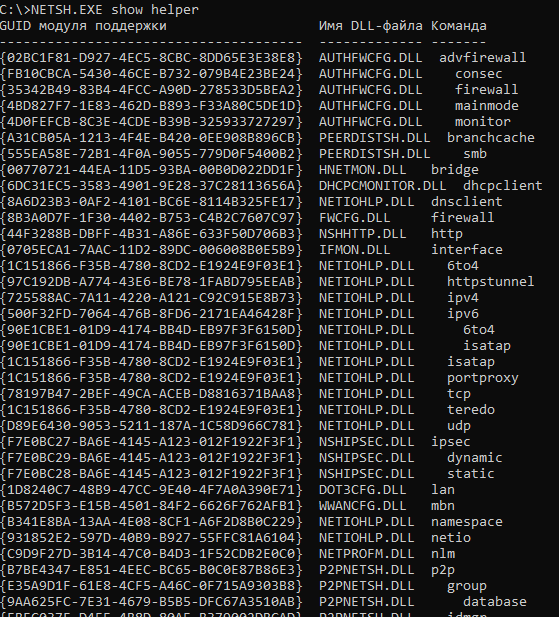 C:\>NETSH.EXE show helper
GUID модуля поддержки Имя DLL-файла Команда
-------------------------------------- ------------- -------
{02BC1F81-D927-4EC5-8CBC-8DD65E3E38E8} AUTHFWCFG.DLL advfirewall
{FB10CBCA-5430-46CE-B732-079B4E23BE24} AUTHFWCFG.DLL consec
{35342B49-83B4-4FCC-A90D-278533D5BEA2} AUTHFWCFG.DLL firewall
{4BD827F7-1E83-462D-B893-F33A80C5DE1D} AUTHFWCFG.DLL mainmode
{4D0FEFCB-8C3E-4CDE-B39B-325933727297} AUTHFWCFG.DLL monitor
{A31CB05A-1213-4F4E-B420-0EE908B896CB} PEERDISTSH.DLL branchcache
{555EA58E-72B1-4F0A-9055-779D0F5400B2} PEERDISTSH.DLL smb
{00770721-44EA-11D5-93BA-00B0D022DD1F} HNETMON.DLL bridge
{6DC31EC5-3583-4901-9E28-37C28113656A} DHCPCMONITOR.DLL dhcpclient
{8A6D23B3-0AF2-4101-BC6E-8114B325FE17} NETIOHLP.DLL dnsclient
{8B3A0D7F-1F30-4402-B753-C4B2C7607C97} FWCFG.DLL firewall
{44F3288B-DBFF-4B31-A86E-633F50D706B3} NSHHTTP.DLL http
{0705ECA1-7AAC-11D2-89DC-006008B0E5B9} IFMON.DLL interface
{1C151866-F35B-4780-8CD2-E1924E9F03E1} NETIOHLP.DLL 6to4
{97C192DB-A774-43E6-BE78-1FABD795EEAB} NETIOHLP.DLL httpstunnel
{725588AC-7A11-4220-A121-C92C915E8B73} NETIOHLP.DLL ipv4
{500F32FD-7064-476B-8FD6-2171EA46428F} NETIOHLP.DLL ipv6
{90E1CBE1-01D9-4174-BB4D-EB97F3F6150D} NETIOHLP.DLL 6to4
{90E1CBE1-01D9-4174-BB4D-EB97F3F6150D} NETIOHLP.DLL isatap
{1C151866-F35B-4780-8CD2-E1924E9F03E1} NETIOHLP.DLL isatap
{1C151866-F35B-4780-8CD2-E1924E9F03E1} NETIOHLP.DLL portproxy
{78197B47-2BEF-49CA-ACEB-D8816371BAA8} NETIOHLP.DLL tcp
{1C151866-F35B-4780-8CD2-E1924E9F03E1} NETIOHLP.DLL teredo
{D89E6430-9053-5211-187A-1C58D966C781} NETIOHLP.DLL udp
{F7E0BC27-BA6E-4145-A123-012F1922F3F1} NSHIPSEC.DLL ipsec
{F7E0BC29-BA6E-4145-A123-012F1922F3F1} NSHIPSEC.DLL dynamic
{F7E0BC28-BA6E-4145-A123-012F1922F3F1} NSHIPSEC.DLL static
{1D8240C7-48B9-47CC-9E40-4F7A0A390E71} DOT3CFG.DLL lan
{B572D5F3-E15B-4501-84F2-6626F762AFB1} WWANCFG.DLL mbn
{B341E8BA-13AA-4E08-8CF1-A6F2D8B0C229} NETIOHLP.DLL namespace
{931852E2-597D-40B9-B927-55FFC81A6104} NETIOHLP.DLL netio
{C9D9F27D-3B14-47C0-B4D3-1F52CDB2E0C0} NETPROFM.DLL nlm
{B7BE4347-E851-4EEC-BC65-B0C0E87B86E3} P2PNETSH.DLL p2p
{E35A9D1F-61E8-4CF5-A46C-0F715A9303B8} P2PNETSH.DLL group
{9AA625FC-7E31-4679-B5B5-DFC67A3510AB} P2PNETSH.DLL database
P2PNETSH.DLL idmgr